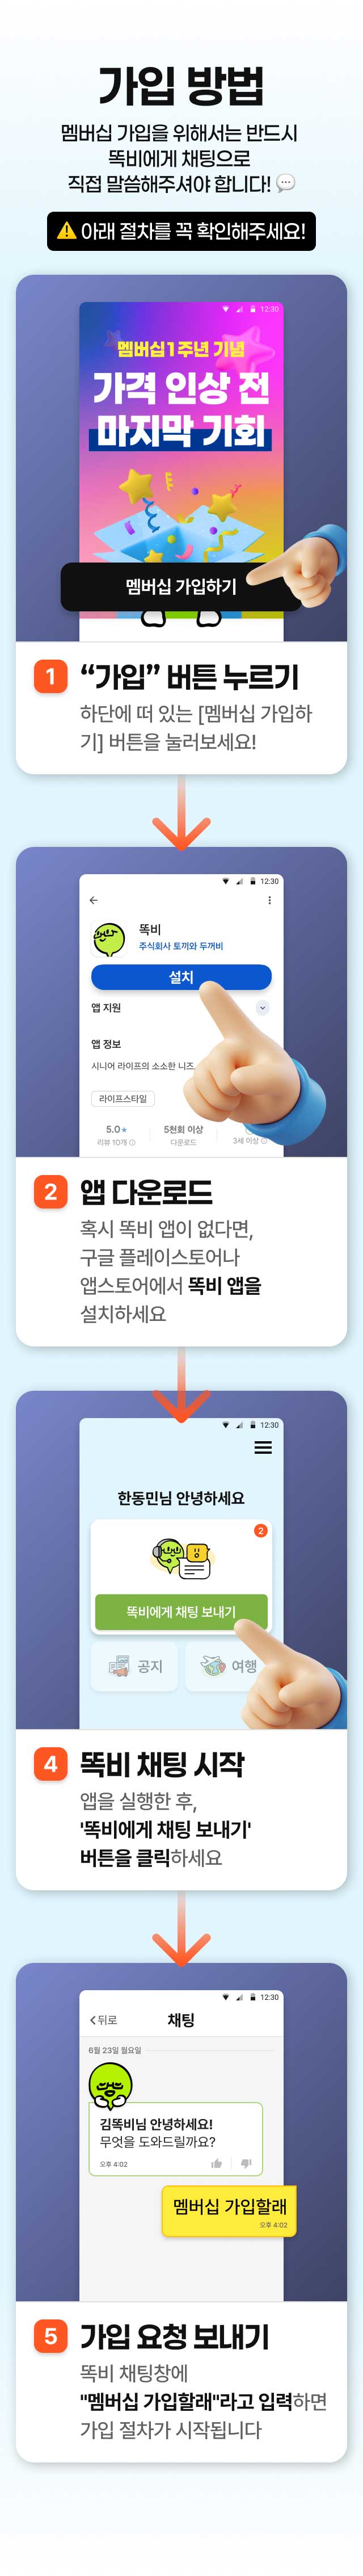 가입 방법
멤버십 가입을 위해서는 반드시
똑비에게 채팅으로
직접 말씀해주셔야 합니다! 💬
⚠️ 아래 절차를 꼭 확인해주세요!
12:30
멤버십 1주년 기념
가격 인상 전
마지막 기회
멤버십 가입하기
1 “가입” 버튼 누르기
하단에 떠 있는 [멤버십 가입하
기] 버튼을 눌러보세요!
12:30
똑비
주식회사 토끼와 두꺼비
설치
앱 지원
앱 정보
시니어 라이프의 소소한 니즈
라이프스타일
5.0★ 5천회 이상
리뷰 10개 ⓘ 다운로드 3세 이상 ⓘ
2 앱 다운로드
혹시 똑비 앱이 없다면,
구글 플레이스토어나
앱스토어에서 똑비 앱을
설치하세요
12:30
한동민님 안녕하세요
2
똑비에게 채팅 보내기
공지 여행
4 똑비 채팅 시작
앱을 실행한 후,
'똑비에게 채팅 보내기'
버튼을 클릭하세요
12:30
뒤로 채팅
6월 23일 월요일
김똑비님 안녕하세요!
무엇을 도와드릴까요?
오후 4:02
멤버십 가입할래
오후 4:02
5 가입 요청 보내기
똑비 채팅창에
"멤버십 가입할래"라고 입력하면
가입 절차가 시작됩니다